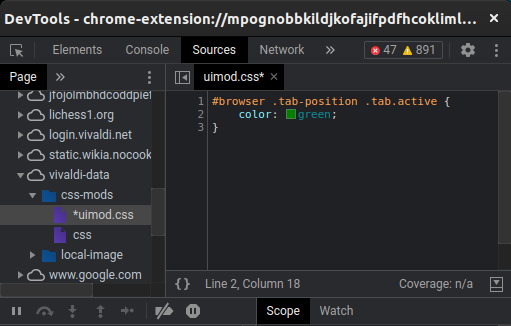 DevTools - chrome-extension://mpognobbkildjkofajifpdfhcokliml...
Elements Console Sources Network » 47 891
Page » uimod.css*
jfojolmbhdcoddpief
lichess1.org
login.vivaldi.net
static.wikia.nocook
vivaldi-data
css-mods
*uimod.css
css
local-image
www.google.com
1 #browser .tab-position .tab.active {
2 color: green;
3 }
{} Line 2, Column 18 Coverage: n/a
Scope Watch